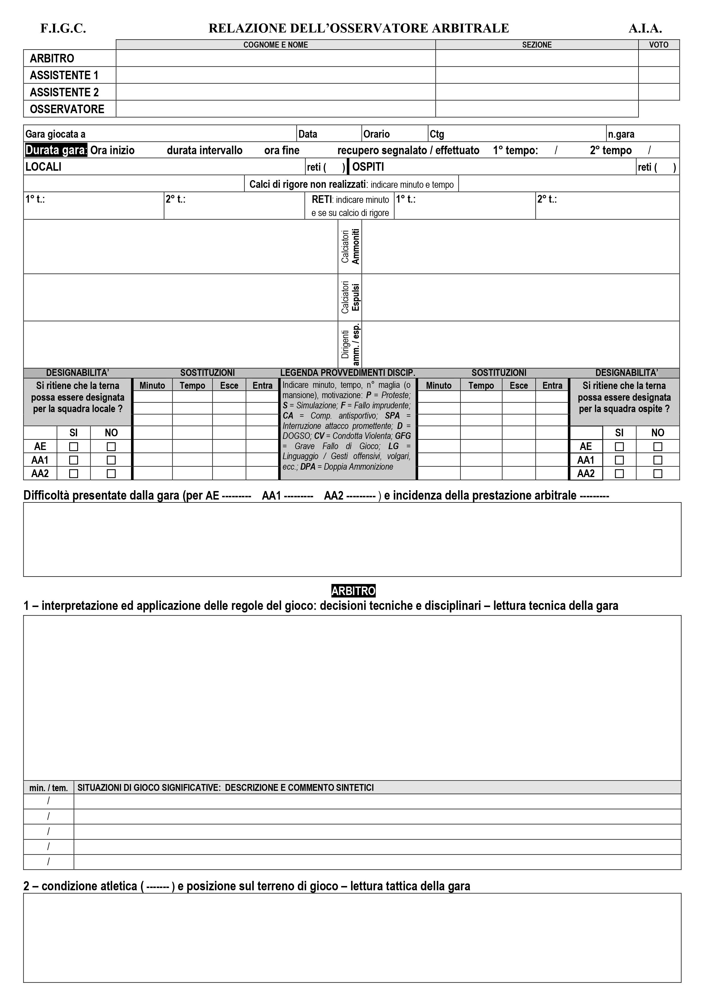 F.I.G.C. RELAZIONE DELL’OSSERVATORE ARBITRALE A.I.A.
COGNOME E NOME SEZIONE VOTO
ARBITRO
ASSISTENTE 1
ASSISTENTE 2
OSSERVATORE
Gara giocata a Data Orario Ctg n.gara
Durata gara: Ora inizio durata intervallo ora fine recupero segnalato / effettuato 1° tempo: / 2° tempo /
LOCALI reti ( ) OSPITI reti ( )
Calci di rigore non realizzati: indicare minuto e tempo
1° t.: 2° t.: RETI: indicare minuto 1° t.: 2° t.:
e se su calcio di rigore
Calciatori
Ammoniti
Calciatori
Espulsi
Dirigenti
amm. / esp.
DESIGNABILITA’ SOSTITUZIONI LEGENDA PROVVEDIMENTI DISCIP. SOSTITUZIONI DESIGNABILITA’
Si ritiene che la terna
possa essere designata
per la squadra locale ?
SI NO
AE
AA1
AA2
Minuto Tempo Esce Entra
Indicare minuto, tempo, n° maglia (o
mansione), motivazione: P = Proteste;
S = Simulazione; F = Fallo imprudente;
CA = Comp. antisportivo; SPA =
Interruzione attacco promettente; D =
DOGSO; CV = Condotta Violenta; GFG
= Grave Fallo di Gioco; LG =
Linguaggio / Gesti offensivi, volgari,
ecc.; DPA = Doppia Ammonizione
Minuto Tempo Esce Entra
Si ritiene che la terna
possa essere designata
per la squadra ospite ?
SI NO
AE
AA1
AA2
Difficoltà presentate dalla gara (per AE --------- AA1 --------- AA2 --------- ) e incidenza della prestazione arbitrale ---------
ARBITRO
1 – interpretazione ed applicazione delle regole del gioco: decisioni tecniche e disciplinari – lettura tecnica della gara
min. / tem. SITUAZIONI DI GIOCO SIGNIFICATIVE: DESCRIZIONE E COMMENTO SINTETICI
/
/
/
/
/
2 – condizione atletica ( ------- ) e posizione sul terreno di gioco – lettura tattica della gara